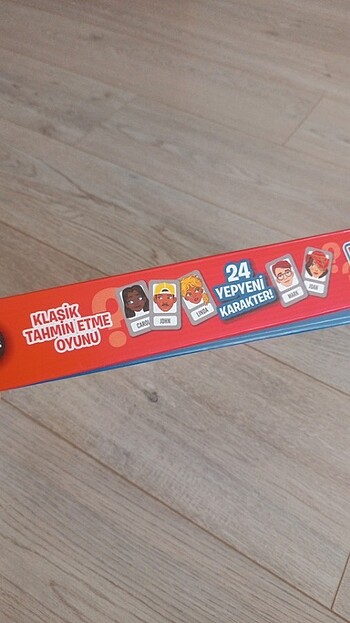 KLASİK
TAHMİN ETME
OYUNU
CAROL
JOHN
LINDA
24
YEPYENİ
KARAKTER!
MARK
JOAN